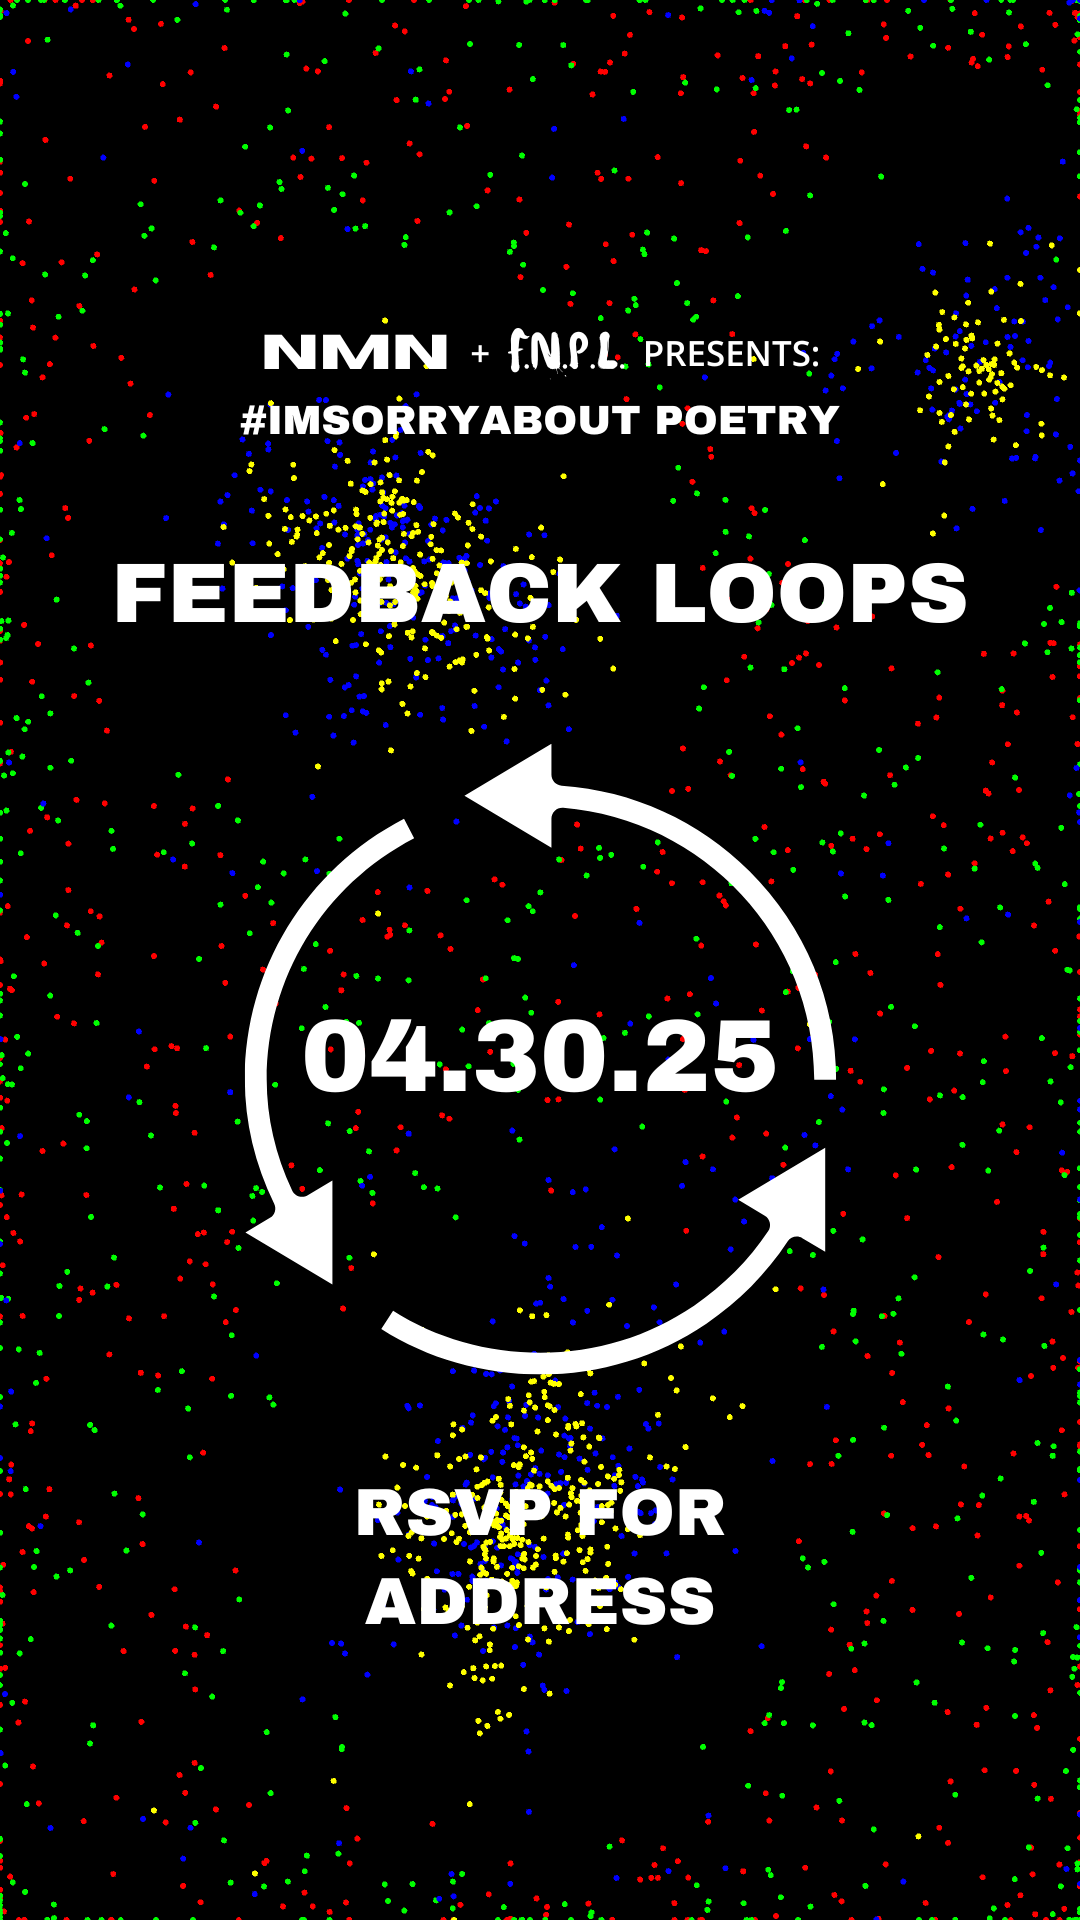 NMN + F.N.P.L. PRESENTS:
#IMSORRYABOUT POETRY
FEEDBACK LOOPS
04.30.25
RSVP FOR
ADDRESS